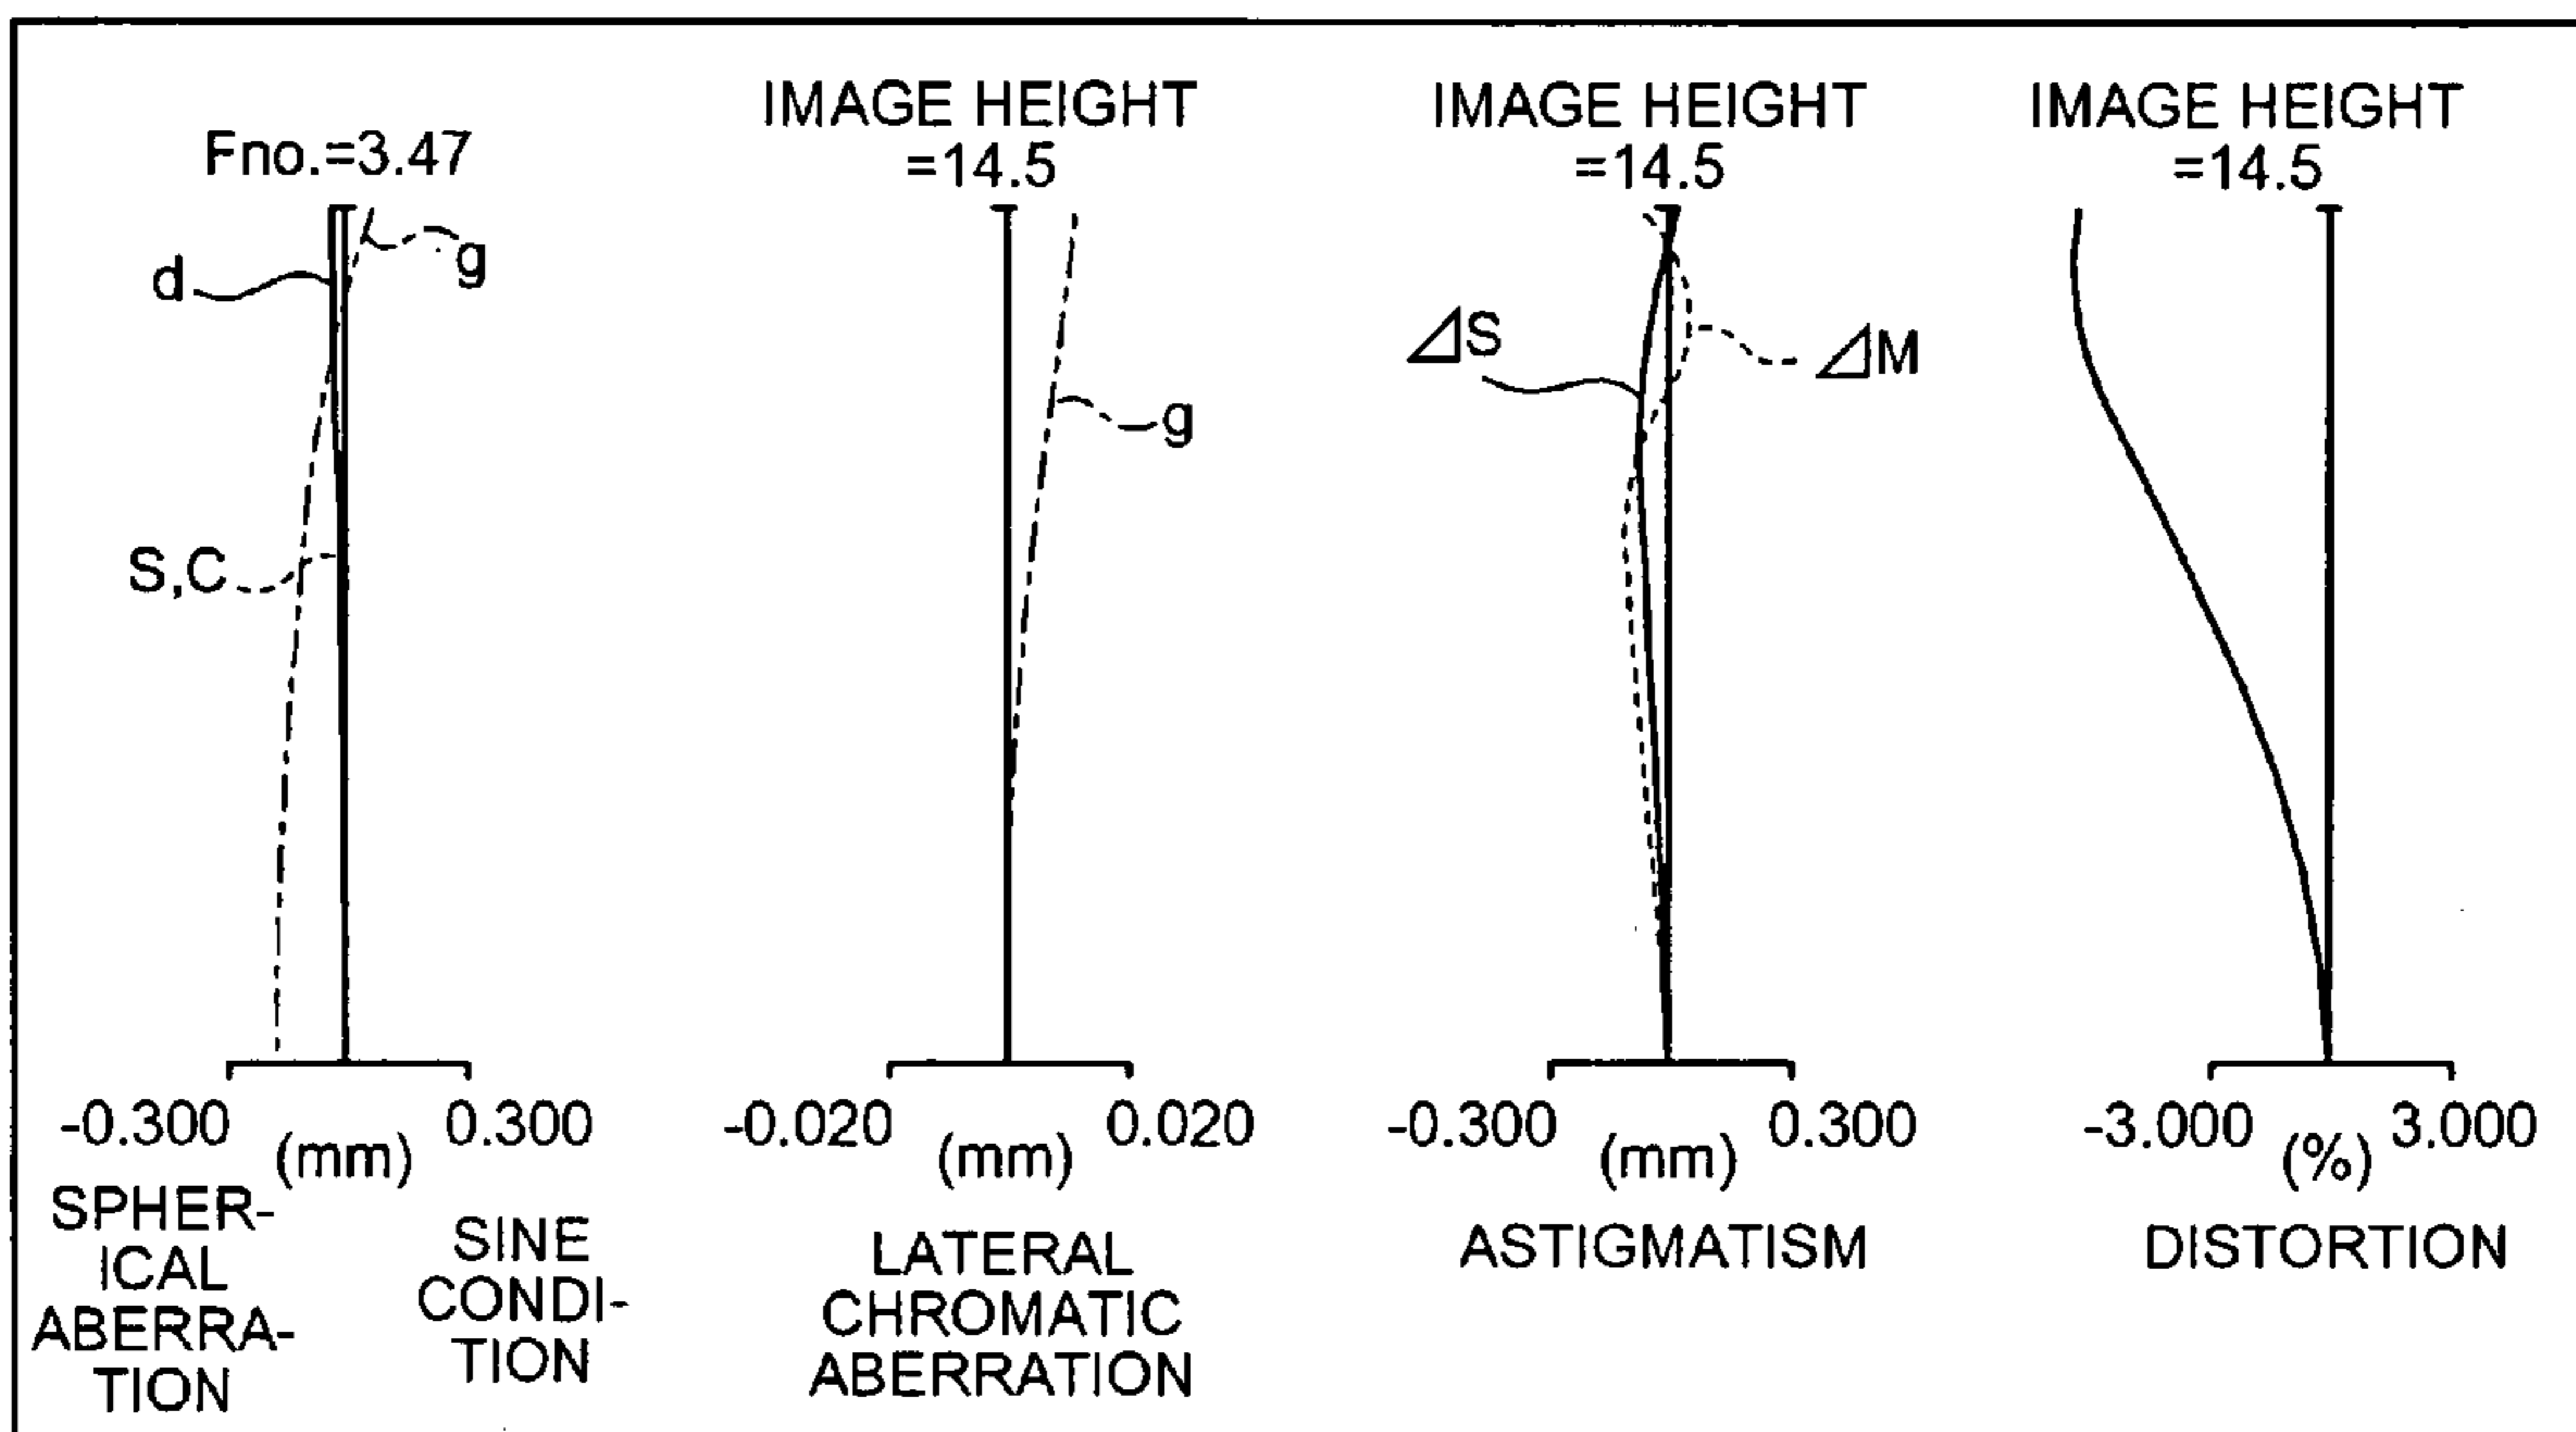 Fno.=3.47
d
g
S,C
-0.300
(mm)
0.300
SPHER-
ICAL
ABERRA-
TION
SINE
CONDI-
TION
IMAGE HEIGHT
=14.5
g
-0.020
(mm)
0.020
LATERAL
CHROMATIC
ABERRATION
IMAGE HEIGHT
=14.5
⊿S
⊿M
-0.300
(mm)
0.300
ASTIGMATISM
IMAGE HEIGHT
=14.5
-3.000
(%)
3.000
DISTORTION